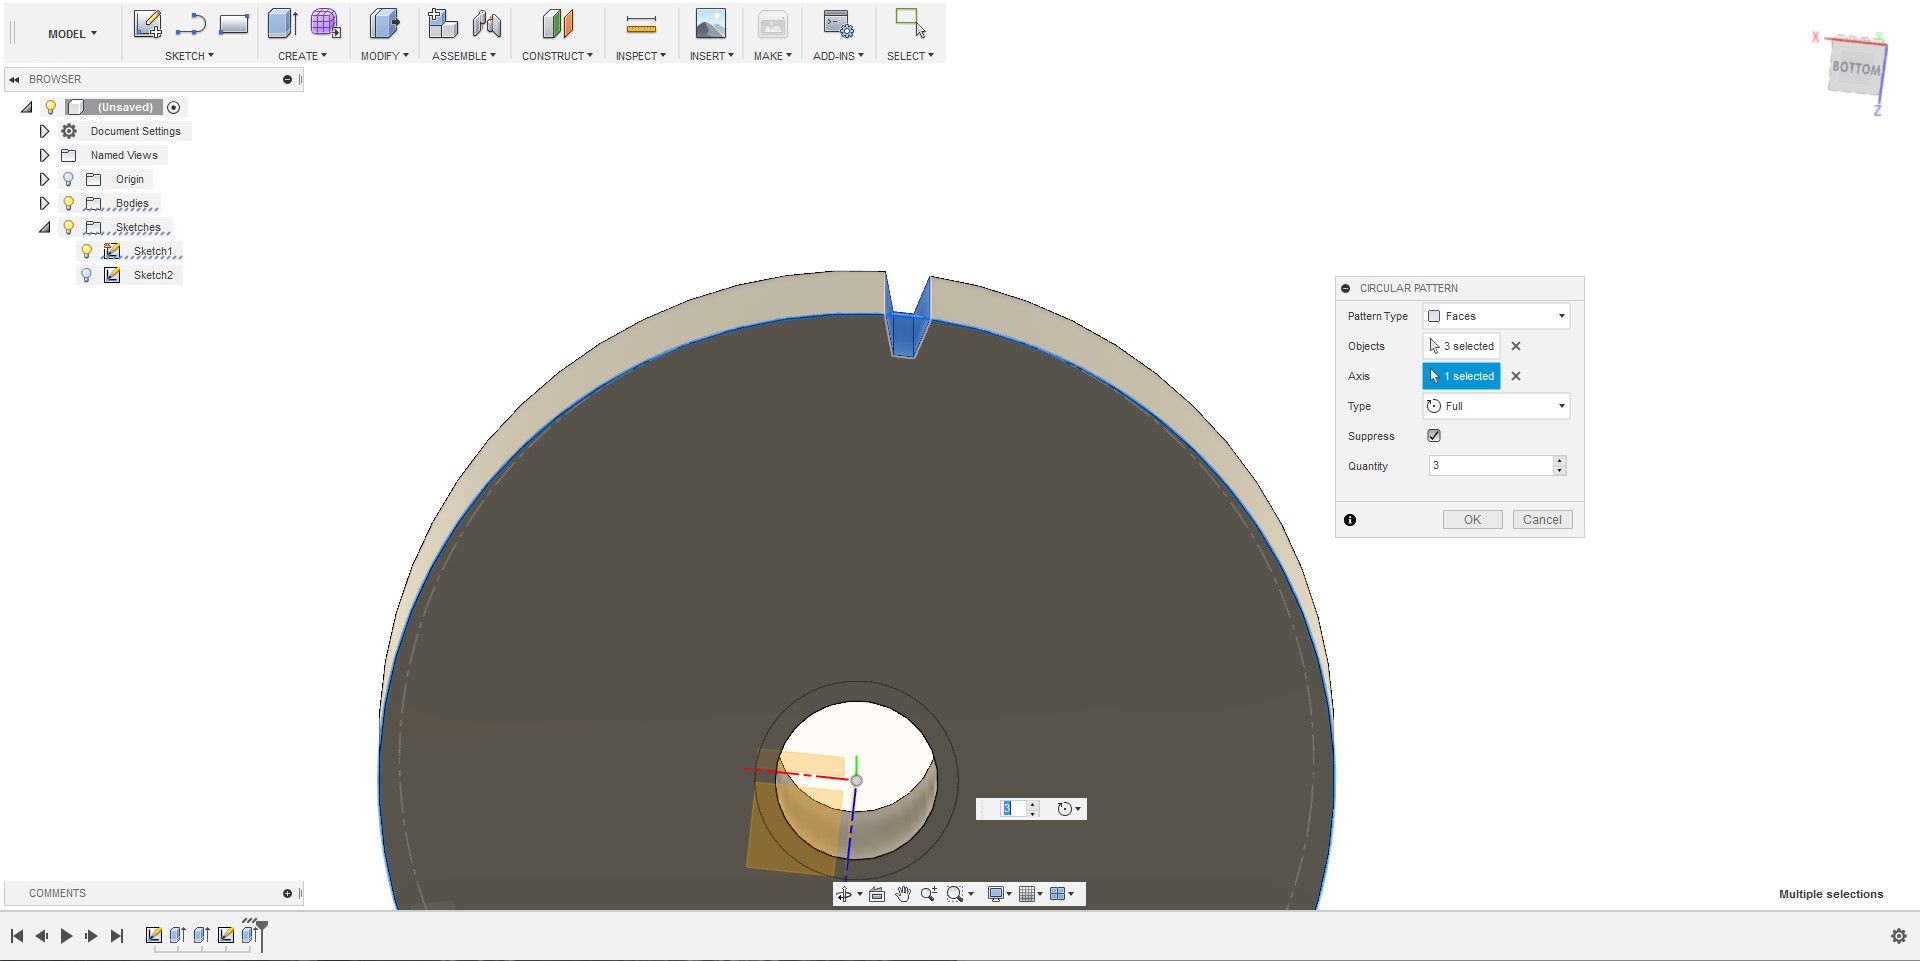 MODEL
SKETCH
CREATE
MODIFY
ASSEMBLE
CONSTRUCT
INSPECT
INSERT
MAKE
ADD-INS
SELECT
BROWSER
(Unsaved)
Document Settings
Named Views
Origin
Bodies
Sketches
Sketch1
Sketch2
X
Y
BOTTOM
Z
CIRCULAR PATTERN
Pattern Type Faces
Objects 3 selected
Axis 1 selected
Type Full
Suppress
Quantity 3
OK Cancel
3
COMMENTS
Multiple selections